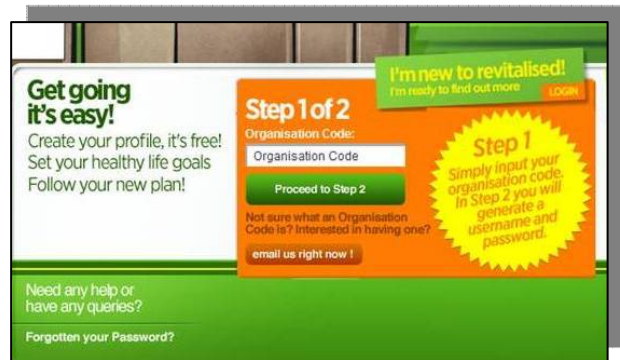 Get going
it's easy!
Create your profile, it's free!
Set your healthy life goals
Follow your new plan!
I'm new to revitalised!
I'm ready to find out more
LOGIN
Step 1 of 2
Organisation Code:
Organisation Code
Proceed to Step 2
Not sure what an Organisation
Code is? Interested in having one?
email us right now !
Step 1
Simply input your
organisation code.
In Step 2 you will
generate a
username and
password.
Need any help or
have any queries?
Forgotten your Password?